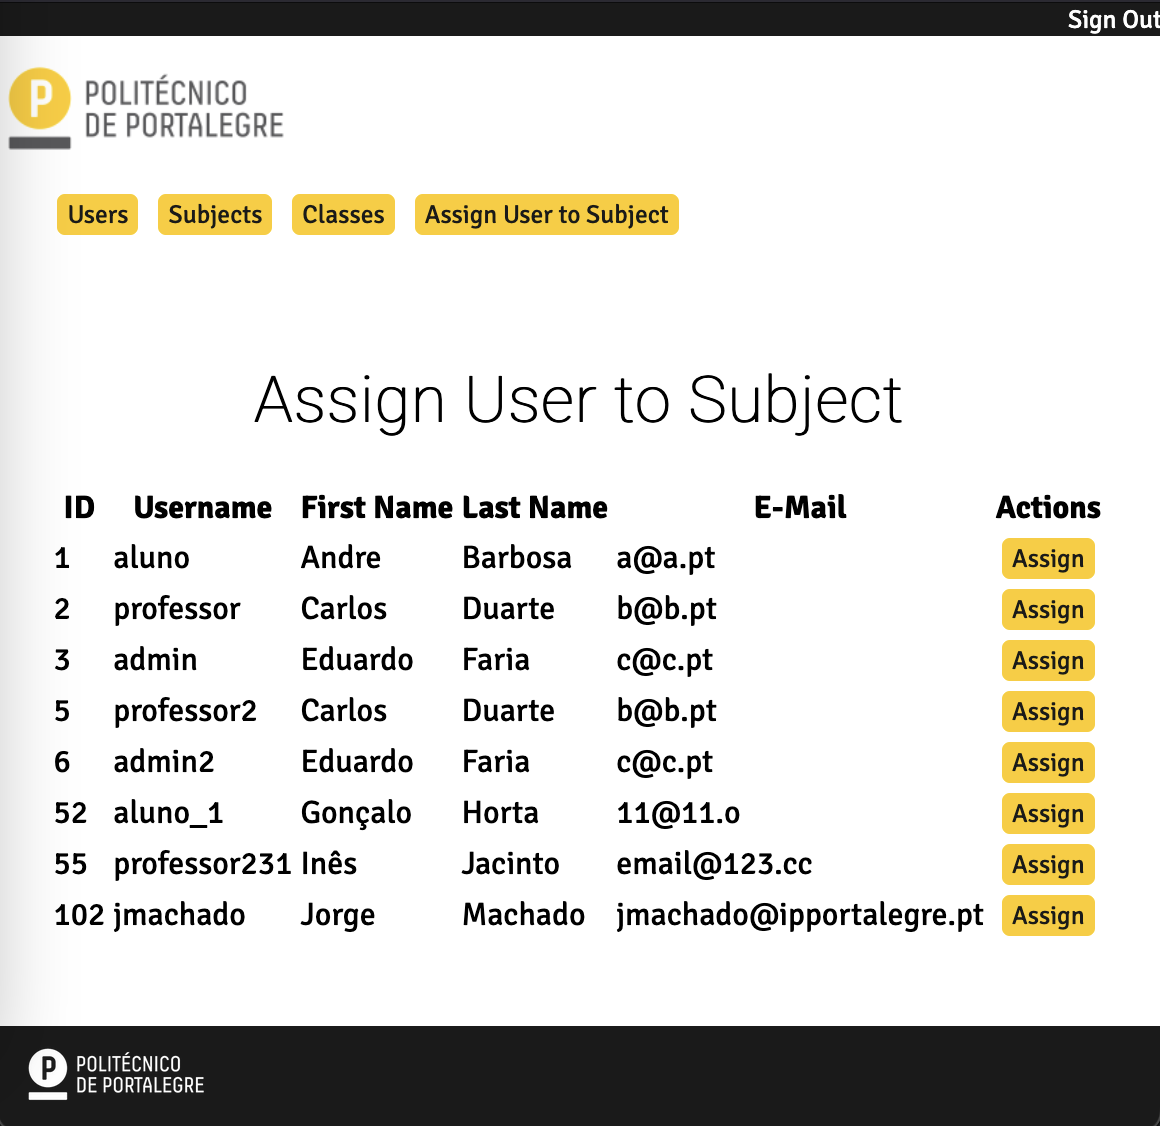 Sign Out
P
POLITÉCNICO
DE PORTALEGRE
Users Subjects Classes Assign User to Subject
Assign User to Subject
ID Username First Name Last Name E-Mail Actions
1 aluno Andre Barbosa a@a.pt Assign
2 professor Carlos Duarte b@b.pt Assign
3 admin Eduardo Faria c@c.pt Assign
5 professor2 Carlos Duarte b@b.pt Assign
6 admin2 Eduardo Faria c@c.pt Assign
52 aluno_1 Gonçalo Horta 11@11.o Assign
55 professor231 Inês Jacinto email@123.cc Assign
102 jmachado Jorge Machado jmachado@ipportalegre.pt Assign
P
POLITÉCNICO
DE PORTALEGRE